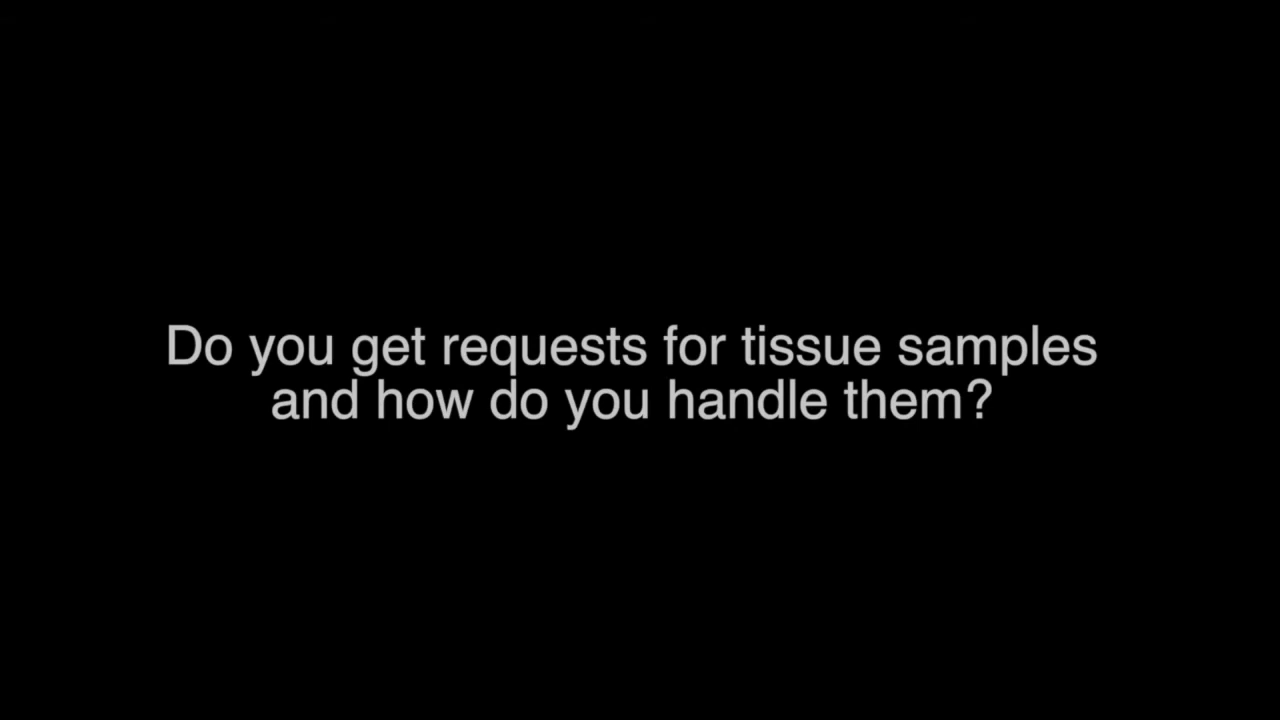 Do you get requests for tissue samples
and how do you handle them?